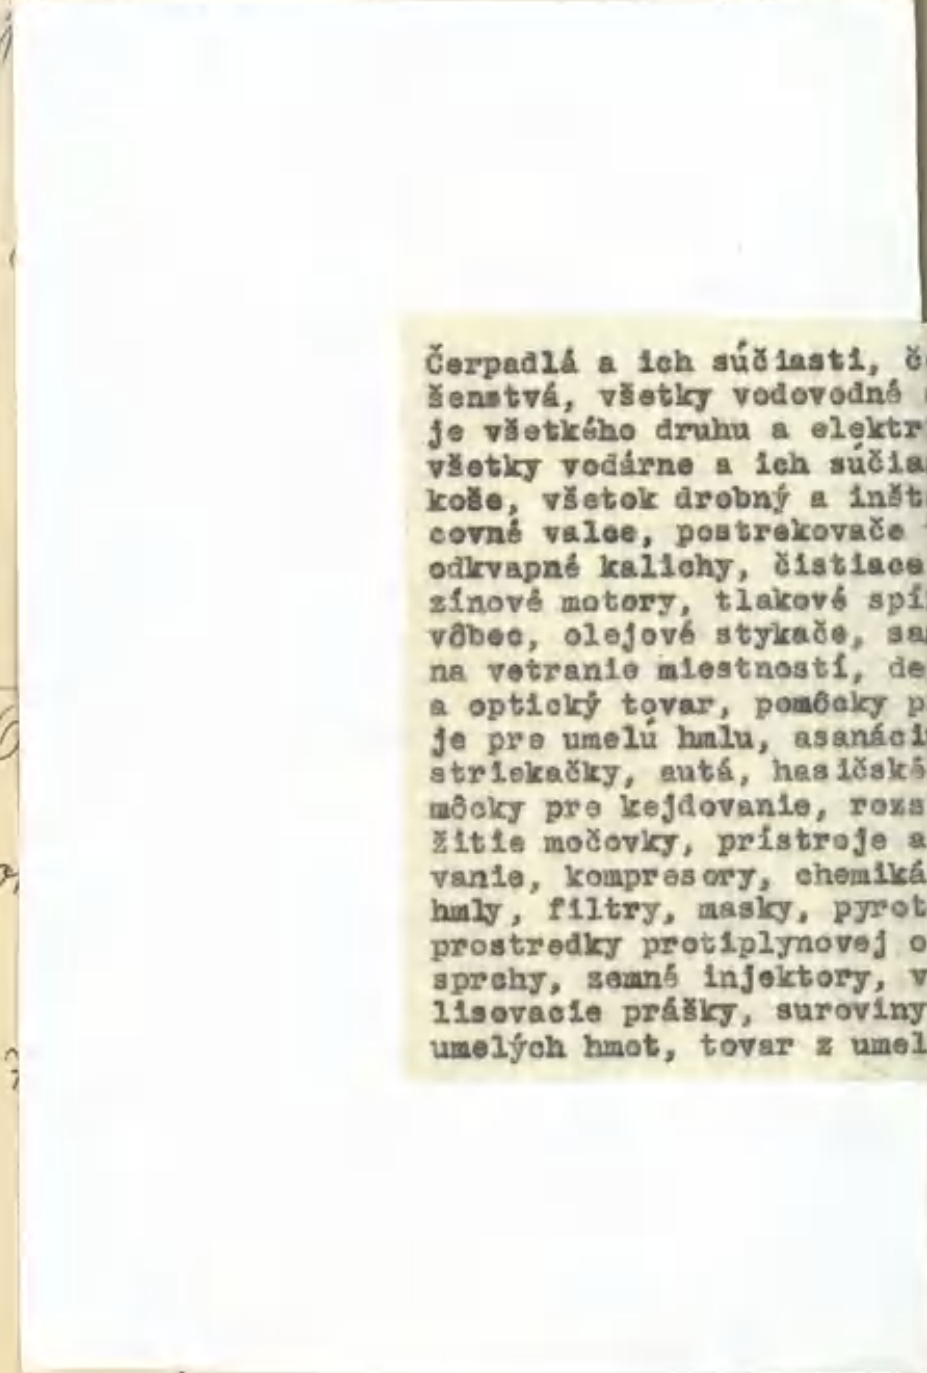 Čerpadlá a ich súčiasti,
šenstvá, všetky vodovodné
je všetkého druhu a elektr
všetky vodárne a ich súčia
koše, všetok drobný a inšt
covné valce, postrekovače
odkvapné kalichy, čistiace
zínové motory, tlakové spí
vôbec, olejové stykače, sa
na vetranie miestností, de
a optický tovar, pomôcky p
je pre umelú hmlu, asanáci
striekačky, autá, hasičské
môcky pre kejdovanie, rozs
žitie močovky, prístroje a
vanie, kompresory, chemiká
hmly, filtry, masky, pyrot
prostredky protiplynovej o
sprchy, zemné injektory, v
lisovacie prášky, suroviny
umelých hmot, tovar z umel